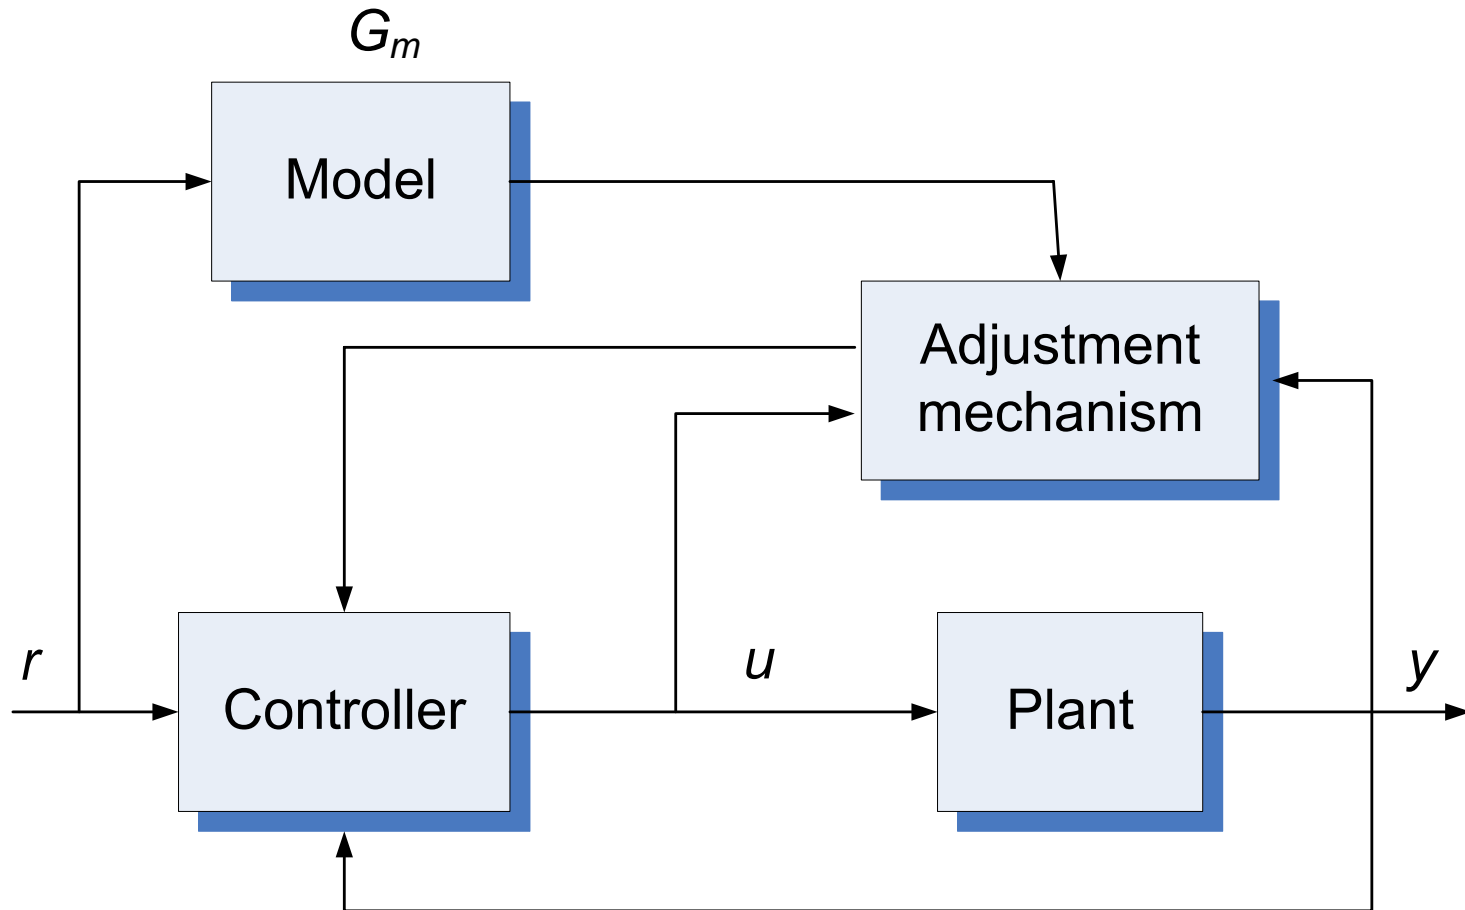 Gm
Model
Adjustment
mechanism
r
Controller
u
Plant
y